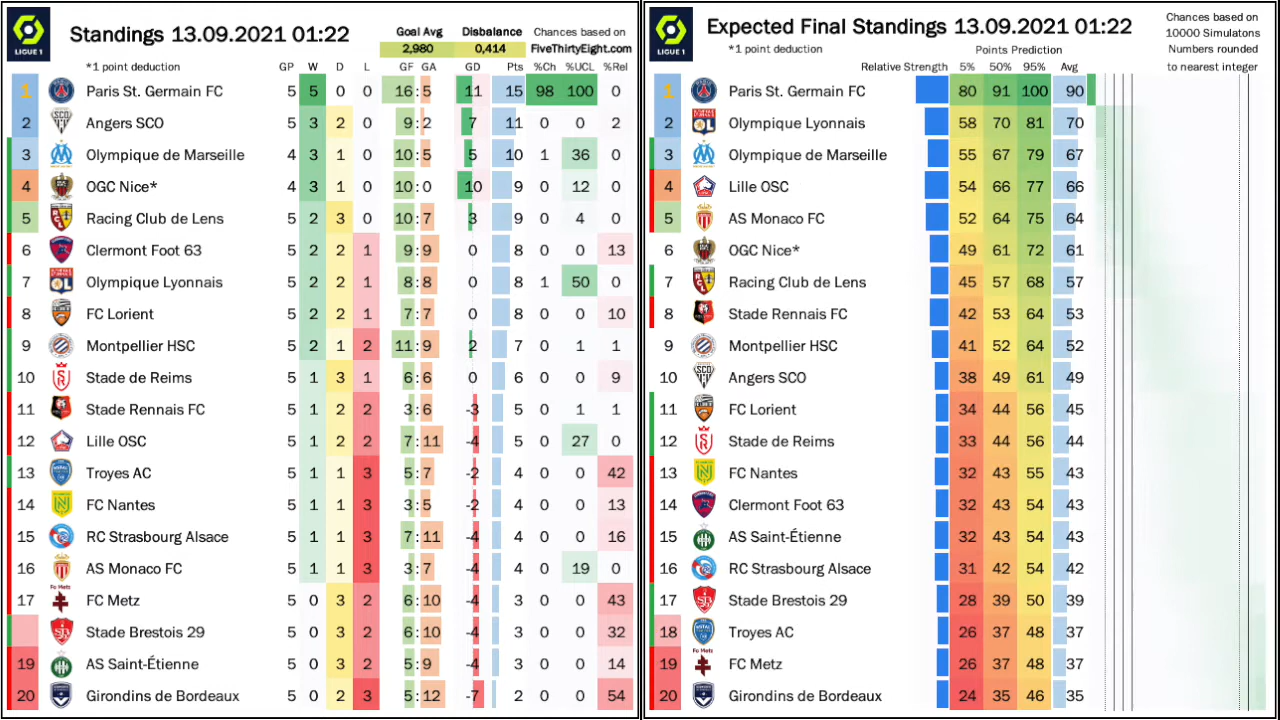 LIGUE 1
Standings 13.09.2021 01:22
Goal Avg Disbalance Chances based on
2,980 0,414 FiveThirtyEight.com
*1 point deduction GP W D L GF GA GD Pts %Ch %UCL %Rel
1 Paris St. Germain FC 5 5 0 0 16:5 11 15 98 100 0
2 Angers SCO 5 3 2 0 9:2 7 11 0 0 2
3 Olympique de Marseille 4 3 1 0 10:5 5 10 1 36 0
4 OGC Nice* 4 3 1 0 10:0 10 9 0 12 0
5 Racing Club de Lens 5 2 3 0 10:7 3 9 0 4 0
6 Clermont Foot 63 5 2 2 1 9:9 0 8 0 0 13
7 Olympique Lyonnais 5 2 2 1 8:8 0 8 1 50 0
8 FC Lorient 5 2 2 1 7:7 0 8 0 0 10
9 Montpellier HSC 5 2 1 2 11:9 2 7 0 1 1
10 Stade de Reims 5 1 3 1 6:6 0 6 0 0 9
11 Stade Rennais FC 5 1 2 2 3:6 -3 5 0 1 1
12 Lille OSC 5 1 2 2 7:11 -4 5 0 27 0
13 Troyes AC 5 1 1 3 5:7 -2 4 0 0 42
14 FC Nantes 5 1 1 3 3:5 -2 4 0 0 13
15 RC Strasbourg Alsace 5 1 1 3 7:11 -4 4 0 0 16
16 AS Monaco FC 5 1 1 3 3:7 -4 4 0 19 0
17 FC Metz FC Metz 5 0 3 2 6:10 -4 3 0 0 43
Stade Brestois 29 5 0 3 2 6:10 -4 3 0 0 32
19 AS Saint-Étienne 5 0 3 2 5:9 -4 3 0 0 14
20 Girondins de Bordeaux 5 0 2 3 5:12 -7 2 0 0 54
LIGUE 1
Expected Final Standings 13.09.2021 01:22
Chances based on
10000 Simulatons
Numbers rounded
to nearest integer
*1 point deduction Points Prediction
Relative Strength 5% 50% 95% Avg
1 Paris St. Germain FC 80 91 100 90
2 Olympique Lyonnais 58 70 81 70
3 Olympique de Marseille 55 67 79 67
4 Lille OSC 54 66 77 66
5 AS Monaco FC 52 64 75 64
6 OGC Nice* 49 61 72 61
7 Racing Club de Lens 45 57 68 57
8 Stade Rennais FC 42 53 64 53
9 Montpellier HSC 41 52 64 52
10 Angers SCO 38 49 61 49
11 FC Lorient 34 44 56 45
12 Stade de Reims 33 44 56 44
13 FC Nantes 32 43 55 43
14 Clermont Foot 63 32 43 54 43
15 AS Saint-Étienne 32 43 54 43
16 RC Strasbourg Alsace 31 42 54 42
17 Stade Brestois 29 28 39 50 39
18 Troyes AC 26 37 48 37
19 FC Metz FC Metz 26 37 48 37
20 Girondins de Bordeaux 24 35 46 35